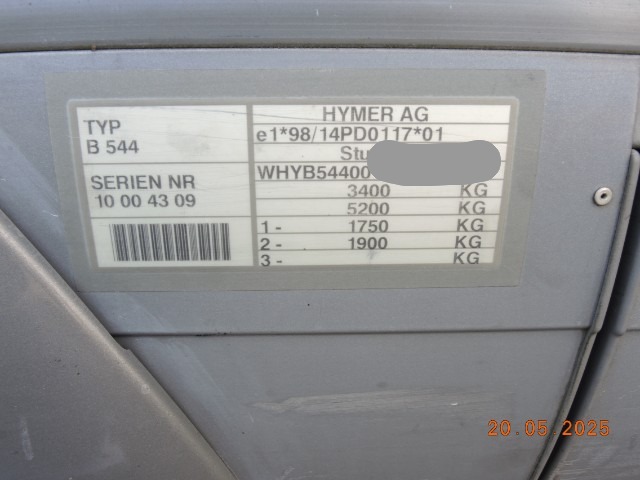 TYP
B 544
SERIEN NR
10 00 43 09
HYMER AG
e1*98/14PD0117*01
Stu
WHYB54400
3400 KG
5200 KG
1 - 1750 KG
2 - 1900 KG
3 - KG
20.05.2025